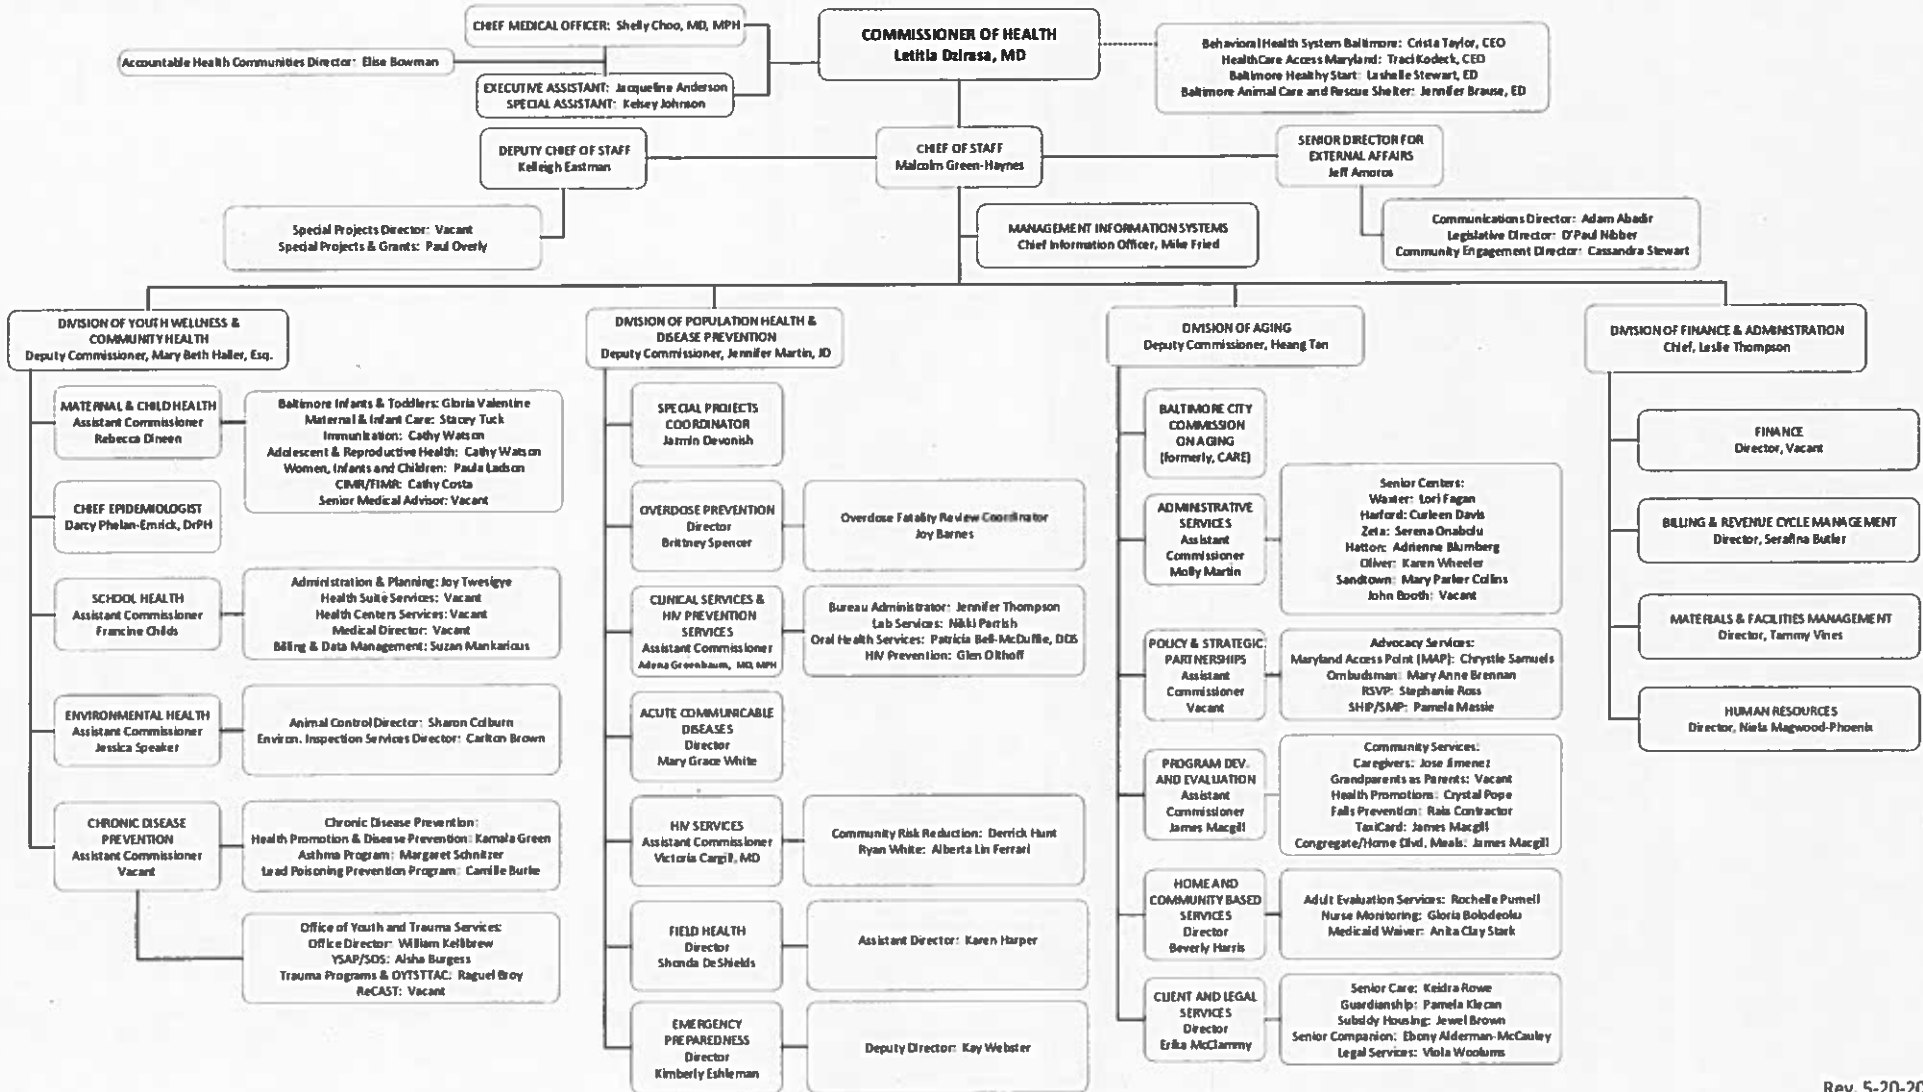 CHIEF MEDICAL OFFICER: Shelly Choo, MD, MPH
Accountable Health Communities Director: Elise Bowman
EXECUTIVE ASSISTANT: Jacqueline Anderson
SPECIAL ASSISTANT: Kelsey Johnson
COMMISSIONER OF HEALTH
Letitia Dzirasa, MD
Behavioral Health System Baltimore: Crista Taylor, CEO
HealthCare Access Maryland: Traci Kodeck, CEO
Baltimore Healthy Start: Lashelle Stewart, ED
Baltimore Animal Care and Rescue Shelter: Jennifer Brause, ED
DEPUTY CHIEF OF STAFF
Kelleigh Eastman
CHIEF OF STAFF
Malcolm Green-Haynes
SENIOR DIRECTOR FOR
EXTERNAL AFFAIRS
Jeff Amoros
Special Projects Director: Vacant
Special Projects & Grants: Paul Overly
MANAGEMENT INFORMATION SYSTEMS
Chief Information Officer, Mike Fried
Communications Director: Adam Abadir
Legislative Director: D'Paul Nibber
Community Engagement Director: Cassandra Stewart
DIVISION OF YOUTH WELLNESS &
COMMUNITY HEALTH
Deputy Commissioner, Mary Beth Haller, Esq.
MATERNAL & CHILD HEALTH
Assistant Commissioner
Rebecca Dineen
Baltimore Infants & Toddlers: Gloria Valentine
Maternal & Infant Care: Stacey Tuck
Immunization: Cathy Watson
Adolescent & Reproductive Health: Cathy Watson
Women, Infants and Children: Paula Ladson
CIMR/FIMR: Cathy Costa
Senior Medical Advisor: Vacant
CHIEF EPIDEMIOLOGIST
Darcy Phelan-Emrick, DrPH
SCHOOL HEALTH
Assistant Commissioner
Francine Childs
Administration & Planning: Joy Twesigye
Health Suite Services: Vacant
Health Centers Services: Vacant
Medical Director: Vacant
Billing & Data Management: Suzan Mankarious
ENVIRONMENTAL HEALTH
Assistant Commissioner
Jessica Speaker
Animal Control Director: Sharon Colburn
Environ. Inspection Services Director: Carlton Brown
CHRONIC DISEASE
PREVENTION
Assistant Commissioner
Vacant
Chronic Disease Prevention:
Health Promotion & Disease Prevention: Kamala Green
Asthma Program: Margaret Schnitzer
Lead Poisoning Prevention Program: Camille Burke
Office of Youth and Trauma Services:
Office Director: William Kellibrew
YSAP/SOS: Aisha Burgess
Trauma Programs & OYTSTTAC: Raguel Broy
ReCAST: Vacant
DIVISION OF POPULATION HEALTH &
DISEASE PREVENTION
Deputy Commissioner, Jennifer Martin, JD
SPECIAL PROJECTS
COORDINATOR
Jazmin Devonish
OVERDOSE PREVENTION
Director
Brittney Spencer
Overdose Fatality Review Coordinator
Joy Barnes
CLINICAL SERVICES &
HIV PREVENTION
SERVICES
Assistant Commissioner
Adena Greenbaum, MD, MPH
Bureau Administrator: Jennifer Thompson
Lab Services: Nikki Parrish
Oral Health Services: Patricia Bell-McDuffie, DDS
HIV Prevention: Glen Olthoff
ACUTE COMMUNICABLE
DISEASES
Director
Mary Grace White
HIV SERVICES
Assistant Commissioner
Victoria Cargill, MD
Community Risk Reduction: Derrick Hunt
Ryan White: Alberta Lin Ferrari
FIELD HEALTH
Director
Shonda DeShields
Assistant Director: Karen Harper
EMERGENCY
PREPAREDNESS
Director
Kimberly Eshleman
Deputy Director: Kay Webster
DIVISION OF AGING
Deputy Commissioner, Heang Tan
BALTIMORE CITY
COMMISSION
ON AGING
(formerly, CARE)
ADMINISTRATIVE
SERVICES
Assistant
Commissioner
Molly Martin
Senior Centers:
Waxter: Lori Fagan
Harford: Curleen Davis
Zeta: Serena Onabolu
Hatton: Adrienne Blumberg
Oliver: Karen Wheeler
Sandtown: Mary Parker Collins
John Booth: Vacant
POLICY & STRATEGIC
PARTNERSHIPS
Assistant
Commissioner
Vacant
Advocacy Services:
Maryland Access Point (MAP): Chrystle Samuels
Ombudsman: Mary Anne Brennan
RSVP: Stephanie Ross
SHIP/SMP: Pamela Massie
PROGRAM DEV.
AND EVALUATION
Assistant
Commissioner
James Macgill
Community Services:
Caregivers: Jose Jimenez
Grandparents as Parents: Vacant
Health Promotions: Crystal Pope
Falls Prevention: Rais Contractor
TaxiCard: James Macgill
Congregate/Home Dlvd. Meals: James Macgill
HOME AND
COMMUNITY BASED
SERVICES
Director
Beverly Harris
Adult Evaluation Services: Rochelle Purnell
Nurse Monitoring: Gloria Bolodeoku
Medicaid Waiver: Anita Clay Stark
CLIENT AND LEGAL
SERVICES
Director
Erika McClammy
Senior Care: Keidra Rowe
Guardianship: Pamela Klecan
Subsidy Housing: Jewel Brown
Senior Companion: Ebony Alderman-McCauley
Legal Services: Viola Woolums
DIVISION OF FINANCE & ADMINISTRATION
Chief, Leslie Thompson
FINANCE
Director, Vacant
BILLING & REVENUE CYCLE MANAGEMENT
Director, Serafina Butler
MATERIALS & FACILITIES MANAGEMENT
Director, Tammy Vines
HUMAN RESOURCES
Director, Niela Magwood-Phoenix
Rev. 5-20-20